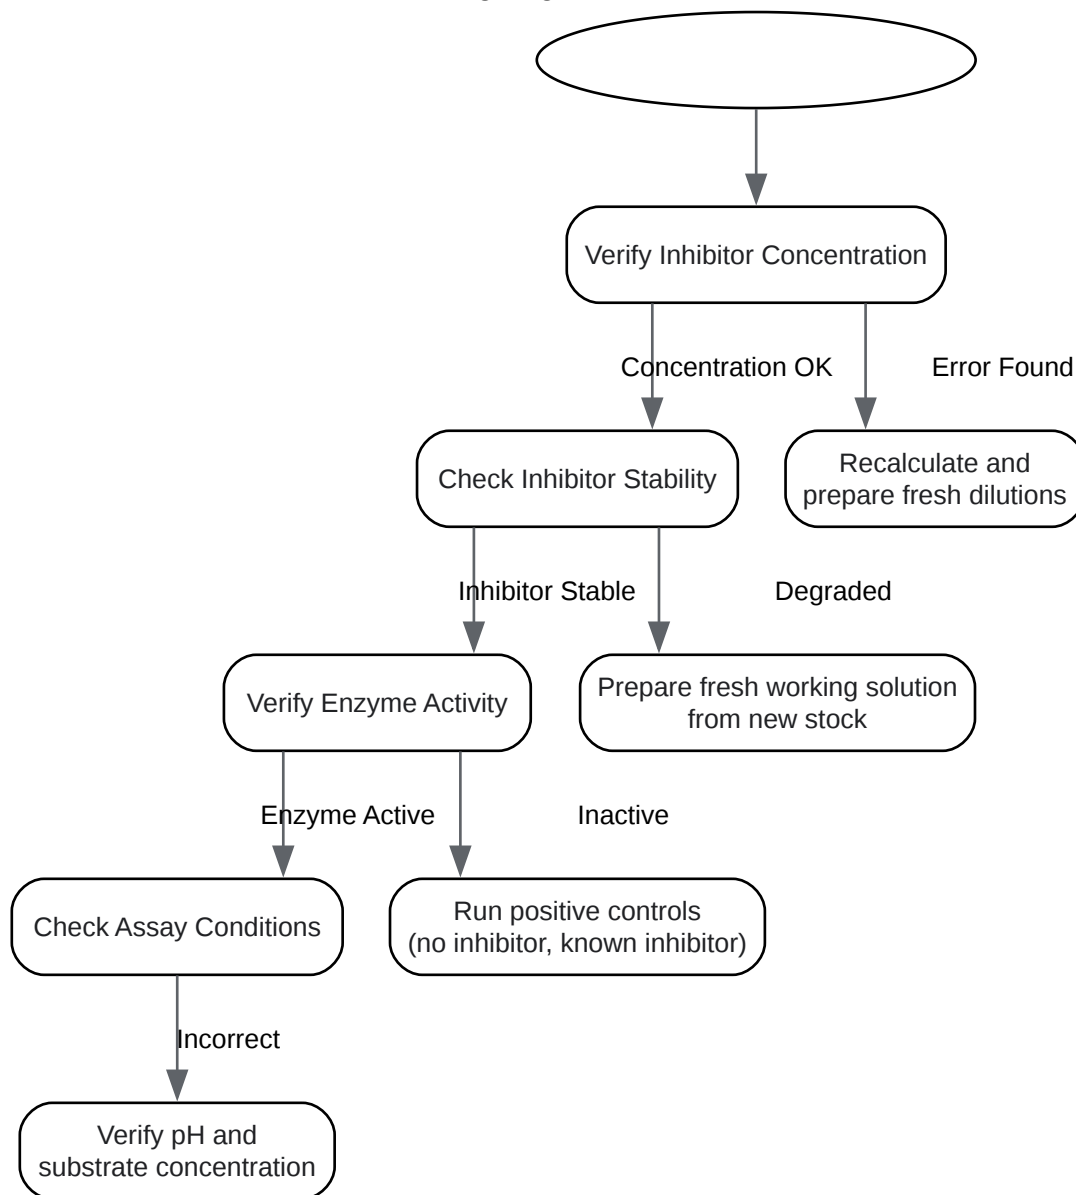 Verify Inhibitor Concentration
Concentration OK
Error Found
Check Inhibitor Stability
Recalculate and
prepare fresh dilutions
Inhibitor Stable
Degraded
Verify Enzyme Activity
Prepare fresh working solution
from new stock
Enzyme Active
Inactive
Check Assay Conditions
Run positive controls
(no inhibitor, known inhibitor)
Incorrect
Verify pH and
substrate concentration